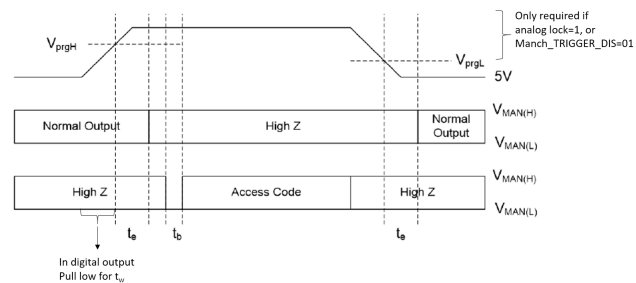 Only required if
analog lock=1, or
Manch_TRIGGER_DIS=01
VprgH
VprgL
5V
Normal Output
High Z
Normal
Output
VMAN(H)
VMAN(L)
High Z
Access Code
High Z
VMAN(H)
VMAN(L)
te
tb
te
In digital output
Pull low for tw